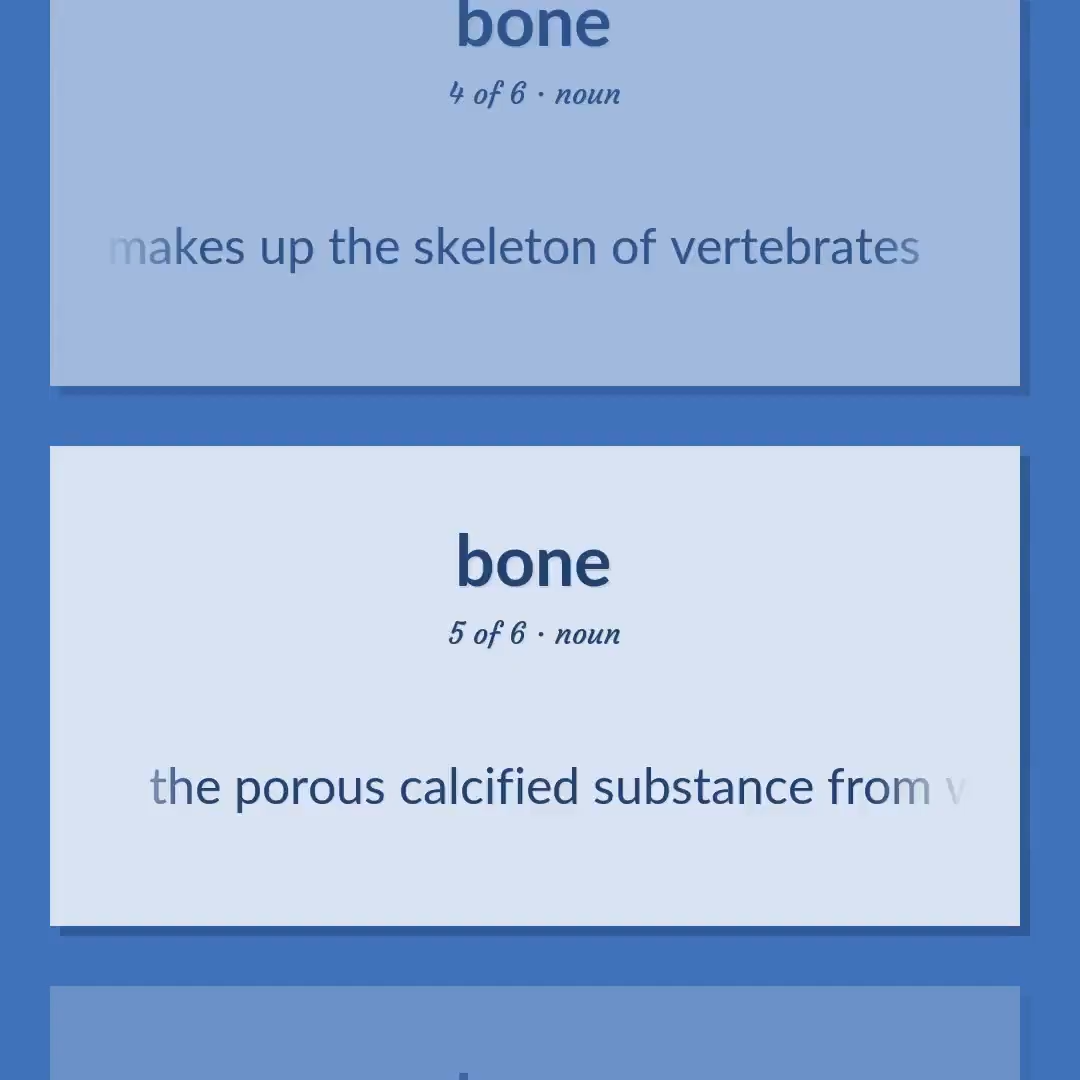 bone
4 of 6 · noun
makes up the skeleton of vertebrates
bone
5 of 6 · noun
the porous calcified substance from